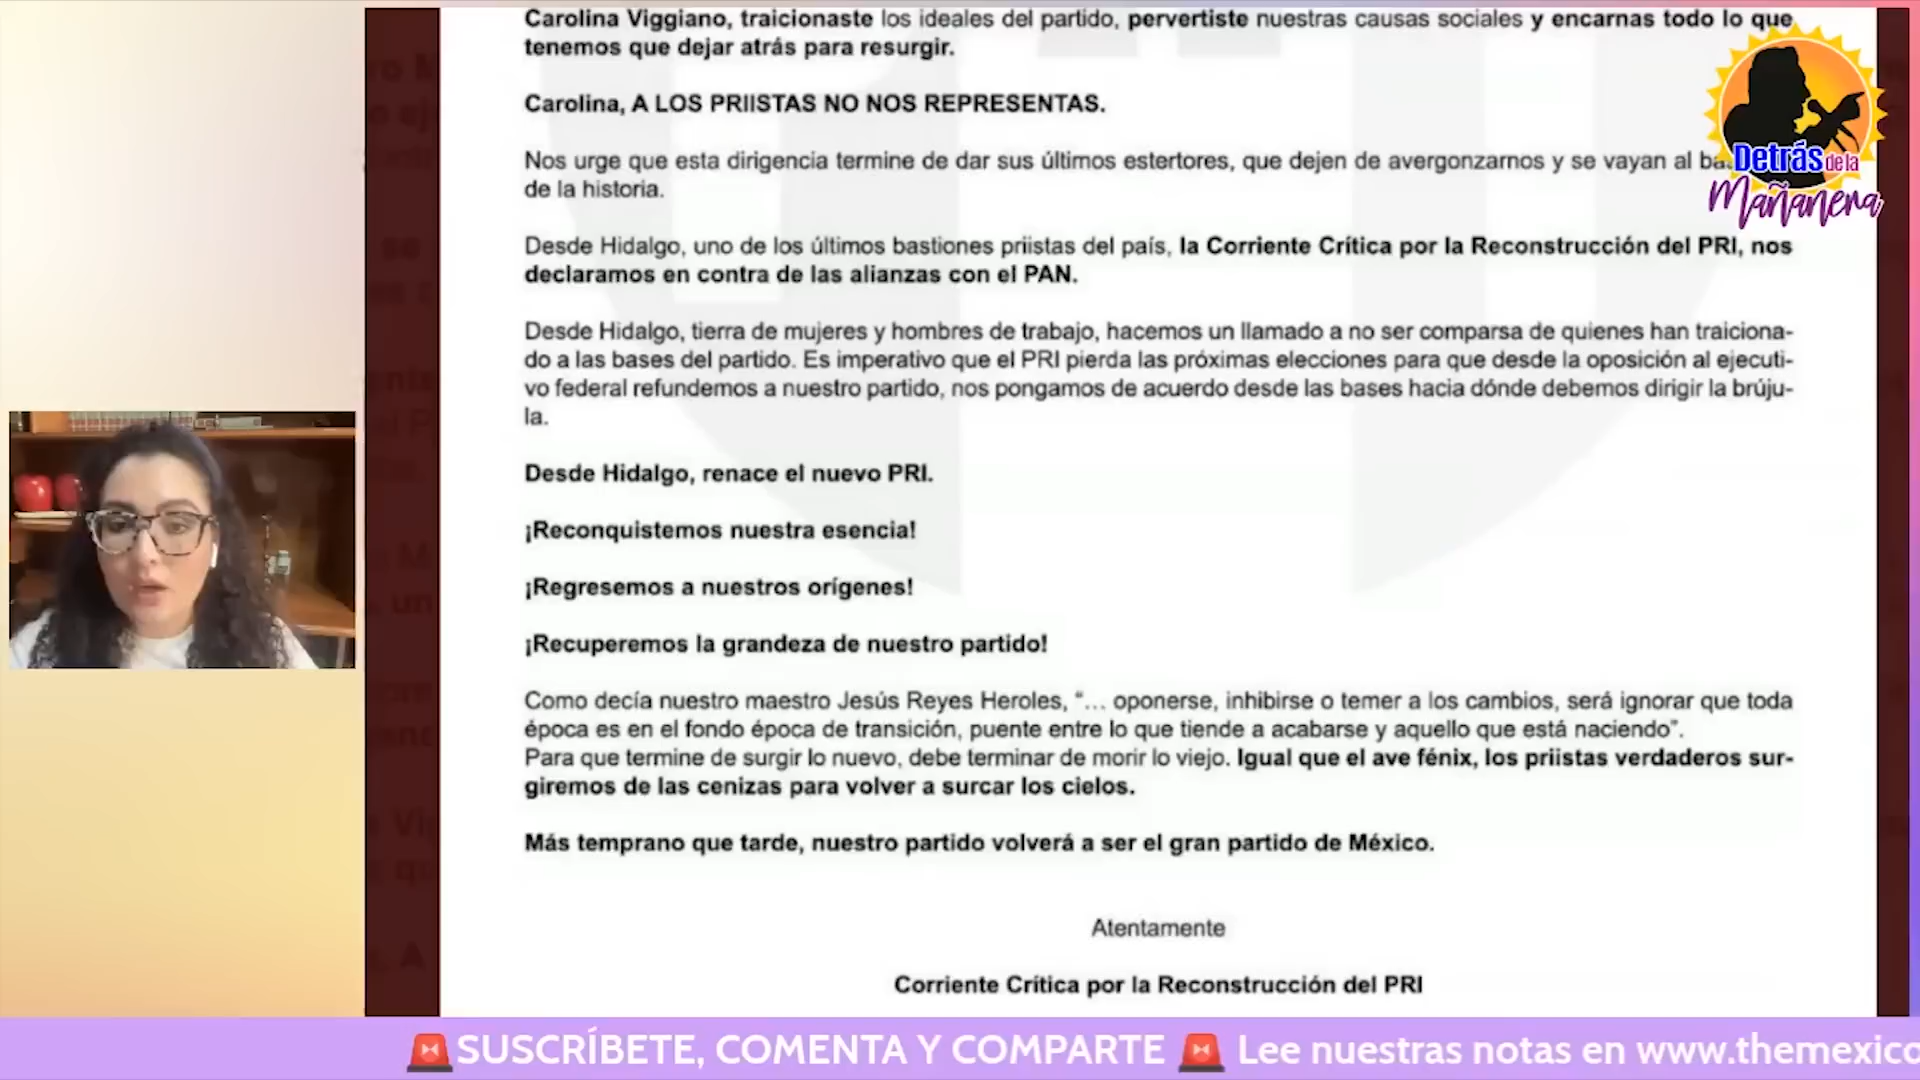 Carolina Viggiano, traicionaste los ideales del partido, pervertiste nuestras causas sociales y encarnas todo lo que
tenemos que dejar atrás para resurgir.
Carolina, A LOS PRIISTAS NO NOS REPRESENTAS.
Nos urge que esta dirigencia termine de dar sus últimos estertores, que dejen de avergonzarnos y se vayan al
de la historia.
Detrás de la
Mañanera
Desde Hidalgo, uno de los últimos bastiones priistas del país, la Corriente Crítica por la Reconstrucción del PRI, nos
declaramos en contra de las alianzas con el PAN.
Desde Hidalgo, tierra de mujeres y hombres de trabajo, hacemos un llamado a no ser comparsa de quienes han traiciona-
do a las bases del partido. Es imperativo que el PRI pierda las próximas elecciones para que desde la oposición al ejecuti-
vo federal refundemos a nuestro partido, nos pongamos de acuerdo desde las bases hacia dónde debemos dirigir la brúju-
la.
Desde Hidalgo, renace el nuevo PRI.
¡Reconquistemos nuestra esencia!
¡Regresemos a nuestros orígenes!
¡Recuperemos la grandeza de nuestro partido!
Como decía nuestro maestro Jesús Reyes Heroles, “... oponerse, inhibirse o temer a los cambios, será ignorar que toda
época es en el fondo época de transición, puente entre lo que tiende a acabarse y aquello que está naciendo”.
Para que termine de surgir lo nuevo, debe terminar de morir lo viejo. Igual que el ave fénix, los priistas verdaderos sur-
giremos de las cenizas para volver a surcar los cielos.
Más temprano que tarde, nuestro partido volverá a ser el gran partido de México.
Atentamente
Corriente Crítica por la Reconstrucción del PRI
SUSCRÍBETE, COMENTA Y COMPARTE Lee nuestras notas en www.themexico